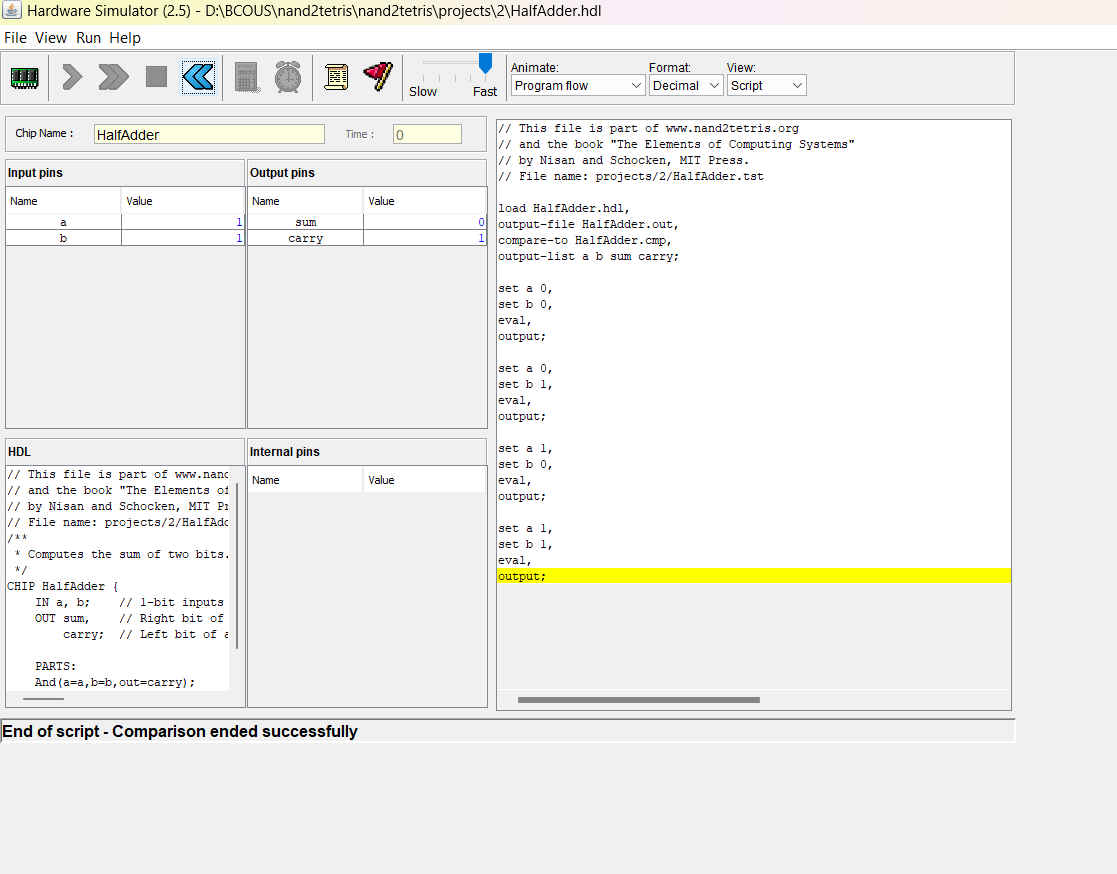 Hardware Simulator (2.5) - D:\BCOUS\nand2tetris\nand2tetris\projects\2\HalfAdder.hdl
File View Run Help
Slow Fast
Animate: Format: View:
Program flow Decimal Script
Chip Name : HalfAdder Time : 0
Input pins
Name Value
a 1
b 1
Output pins
Name Value
sum 0
carry 1
HDL
// This file is part of www.nand
// and the book "The Elements of
// by Nisan and Schocken, MIT Pr
// File name: projects/2/HalfAdd
/**
* Computes the sum of two bits.
*/
CHIP HalfAdder {
IN a, b; // 1-bit inputs
OUT sum, // Right bit of
carry; // Left bit of a
PARTS:
And(a=a,b=b,out=carry);
Internal pins
Name Value
// This file is part of www.nand2tetris.org
// and the book "The Elements of Computing Systems"
// by Nisan and Schocken, MIT Press.
// File name: projects/2/HalfAdder.tst
load HalfAdder.hdl,
output-file HalfAdder.out,
compare-to HalfAdder.cmp,
output-list a b sum carry;
set a 0,
set b 0,
eval,
output;
set a 0,
set b 1,
eval,
output;
set a 1,
set b 0,
eval,
output;
set a 1,
set b 1,
eval,
output;
End of script - Comparison ended successfully